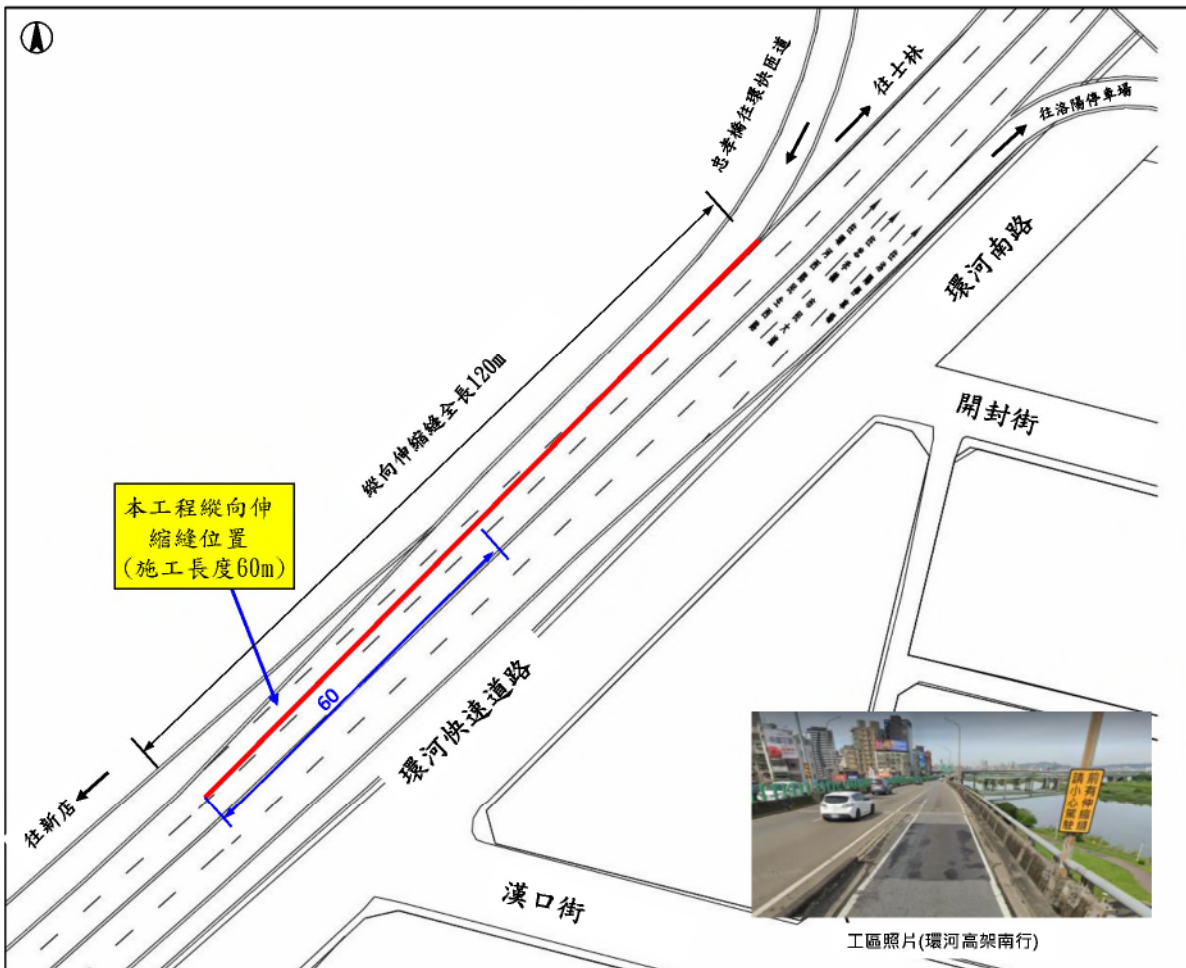 忠孝橋往環快匝道
往士林
往洛陽停車場
環河南路
縱向伸縮縫全長120m
開封街
本工程縱向伸
縮縫位置
(施工長度60m)
60
環河快速道路
往新店
漢口街
前有伸縮縫
請小心駕駛
工區照片(環河高架南行)